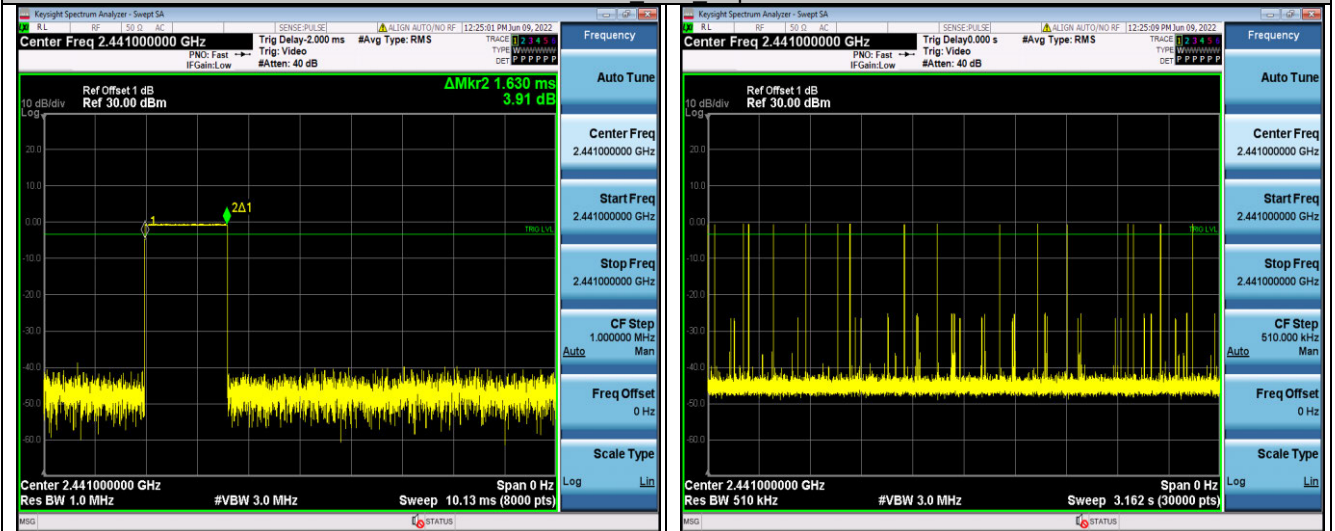 Keysight Spectrum Analyzer - Swept SA
RL RF 50 Ω AC SENSE:PULSE ALIGN AUTO/NO RF 12:25:01 PM Jun 09, 2022
Center Freq 2.441000000 GHz
Trig Delay-2.000 ms #Avg Type: RMS
TRACE 1 2 3 4 5 6
PNO: Fast Trig: Video
TYPE W
IFGain:Low #Atten: 40 dB
DET P P P P P P
ΔMkr2 1.630 ms
3.91 dB
Ref Offset 1 dB
10 dB/div Ref 30.00 dBm
Log
20.0
10.0
0.00
-10.0
-20.0
-30.0
-40.0
-50.0
-60.0
1
2Δ1
TRIG LVL
Center 2.441000000 GHz Span 0 Hz
Res BW 1.0 MHz #VBW 3.0 MHz Sweep 10.13 ms (8000 pts)
MSG STATUS
Frequency
Auto Tune
Center Freq
2.441000000 GHz
Start Freq
2.441000000 GHz
Stop Freq
2.441000000 GHz
CF Step
1.000000 MHz
Auto Man
Freq Offset
0 Hz
Scale Type
Log Lin
Keysight Spectrum Analyzer - Swept SA
RL RF 50 Ω AC SENSE:PULSE ALIGN AUTO/NO RF 12:25:09 PM Jun 09, 2022
Center Freq 2.441000000 GHz
Trig Delay0.000 s #Avg Type: RMS
TRACE 1 2 3 4 5 6
PNO: Fast Trig: Video
TYPE W
IFGain:Low #Atten: 40 dB
DET P P P P P P
Ref Offset 1 dB
10 dB/div Ref 30.00 dBm
Log
20.0
10.0
0.00
-10.0
-20.0
-30.0
-40.0
-50.0
-60.0
TRIG LVL
Center 2.441000000 GHz Span 0 Hz
Res BW 510 kHz #VBW 3.0 MHz Sweep 3.162 s (30000 pts)
MSG STATUS
Frequency
Auto Tune
Center Freq
2.441000000 GHz
Start Freq
2.441000000 GHz
Stop Freq
2.441000000 GHz
CF Step
510.000 kHz
Auto Man
Freq Offset
0 Hz
Scale Type
Log Lin